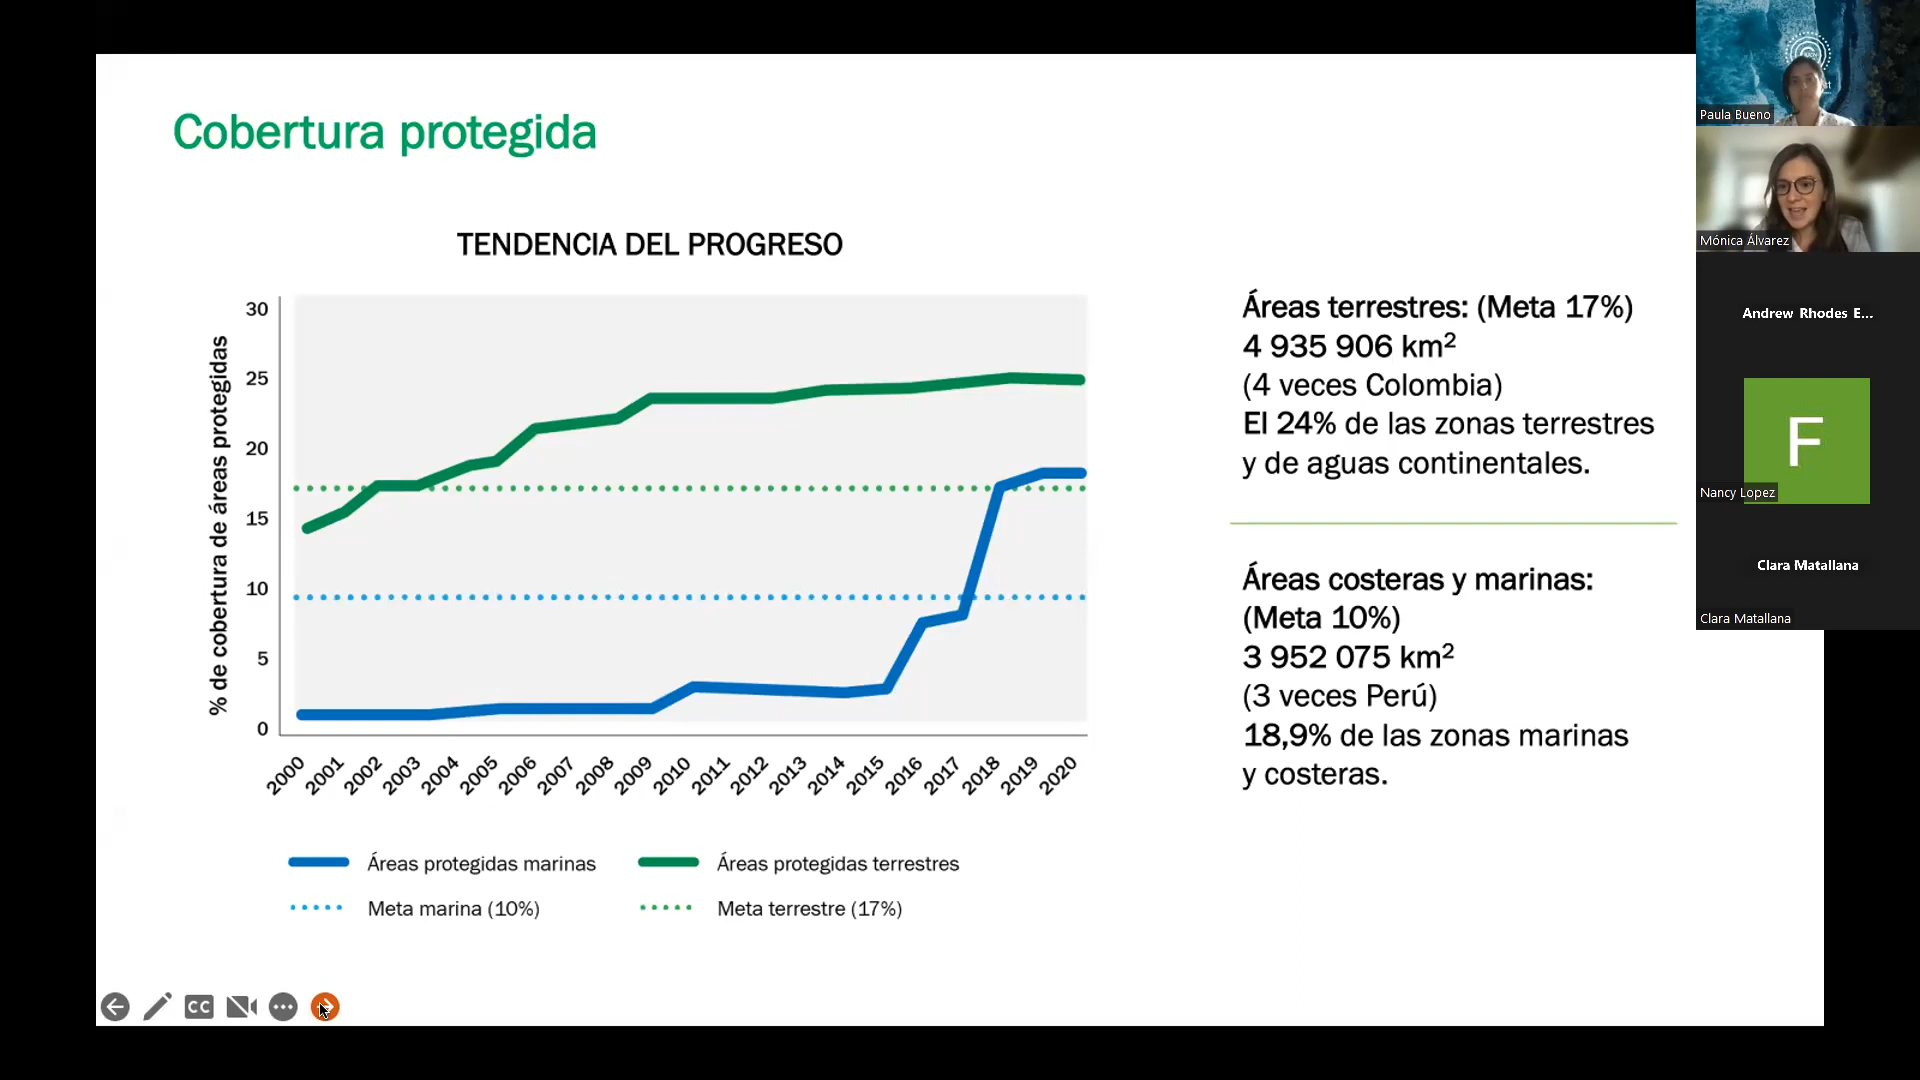 Cobertura protegida
TENDENCIA DEL PROGRESO
% de cobertura de áreas protegidas
30
25
20
15
10
5
0
2000 2001 2002 2003 2004 2005 2006 2007 2008 2009 2010 2011 2012 2013 2014 2015 2016 2017 2018 2019 2020
Áreas protegidas marinas
Áreas protegidas terrestres
Meta marina (10%)
Meta terrestre (17%)
Áreas terrestres: (Meta 17%)
4 935 906 km²
(4 veces Colombia)
El 24% de las zonas terrestres
y de aguas continentales.
Áreas costeras y marinas:
(Meta 10%)
3 952 075 km²
(3 veces Perú)
18,9% de las zonas marinas
y costeras.
CC
Paula Bueno
Mónica Álvarez
Andrew Rhodes E...
F
Nancy Lopez
Clara Matallana
Clara Matallana